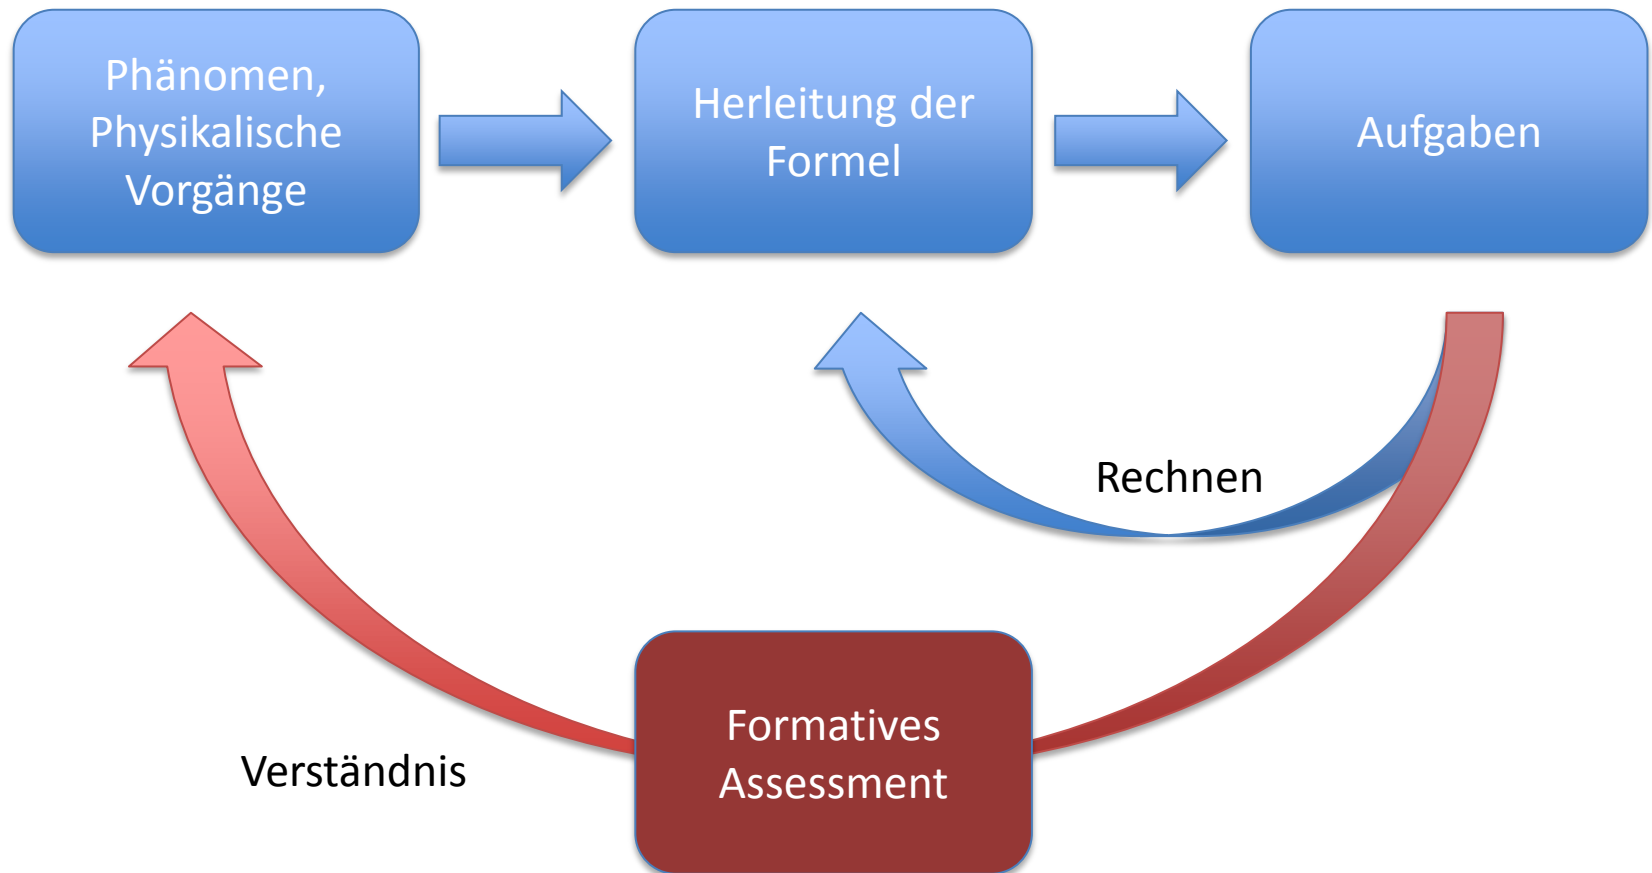 Phänomen,
Physikalische
Vorgänge
Herleitung der
Formel
Aufgaben
Rechnen
Formatives
Assessment
Verständnis